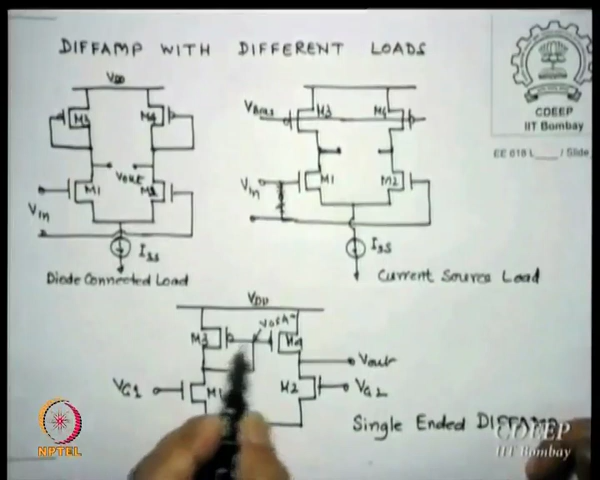 DIFFAMP WITH DIFFERENT LOADS
CDEEP
IIT Bombay
EE 618 L____ / Slide
VDD
M3
M4
Vout
M1
M2
Vin
ISS
Diode Connected Load
VBias
M3
M4
Vin
M1
M2
ISS
Current Source Load
VDD
M3
M4
Vout
VG1
M1
M2
VG2
Single Ended DIFFAMP
CDEEP
IIT Bombay
NPTEL